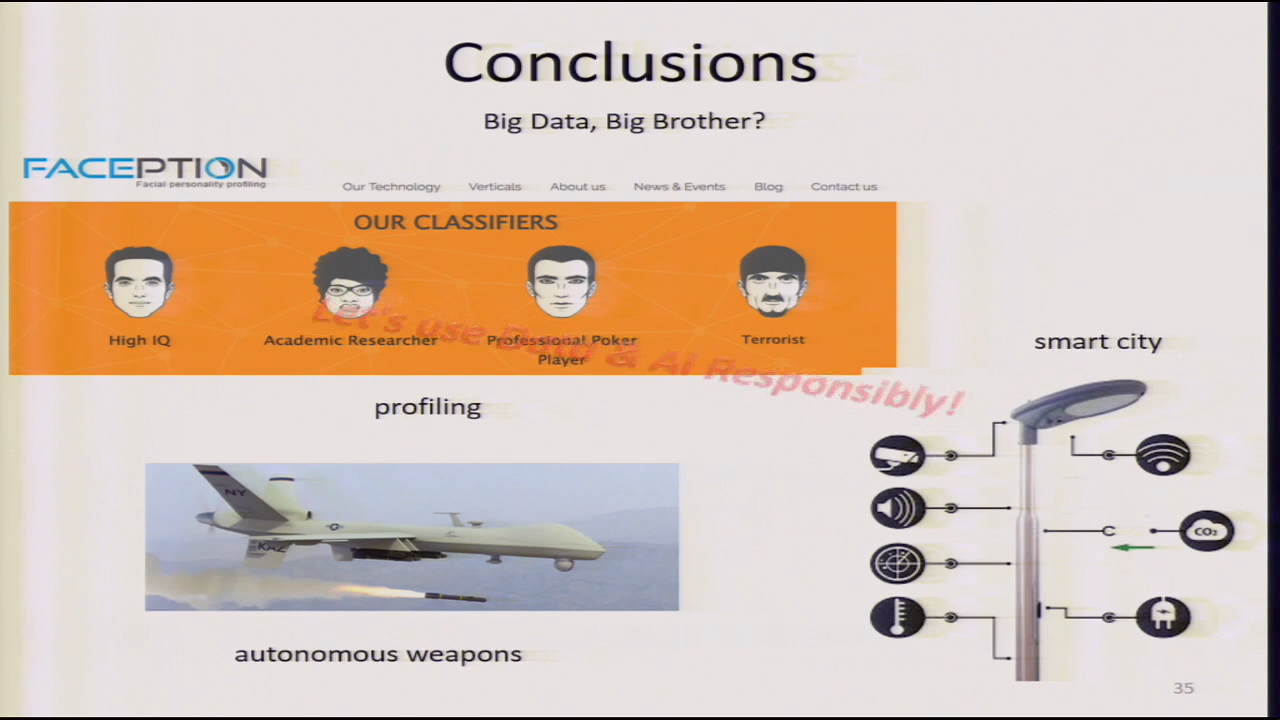 Conclusions
Big Data, Big Brother?
FACEPTION
Facial personality profiling
Our Technology Verticals About us News & Events Blog Contact us
OUR CLASSIFIERS
High IQ
Academic Researcher
Professional Poker
Player
Terrorist
Let's use Data & AI Responsibly!
smart city
profiling
NY
CO2
autonomous weapons
35